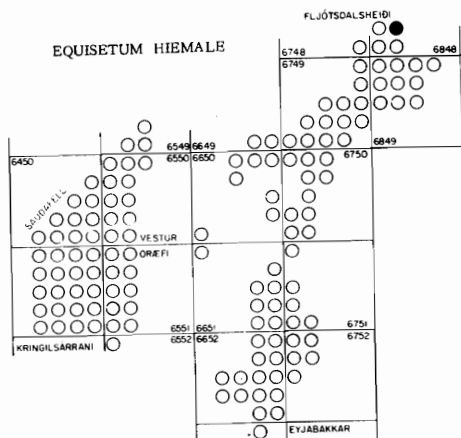 FLJÓTSDALSHEIÐI
EQUISETUM HIEMALE
6748 6848
6749
6549 6649
6450 6550 6650 6750 6849
SAUÐAFELL
VESTUR
ÖRÆFI
6551 6651 6751
KRINGILSÁRRANI 6552 6652 6752
EYJABAKKAR